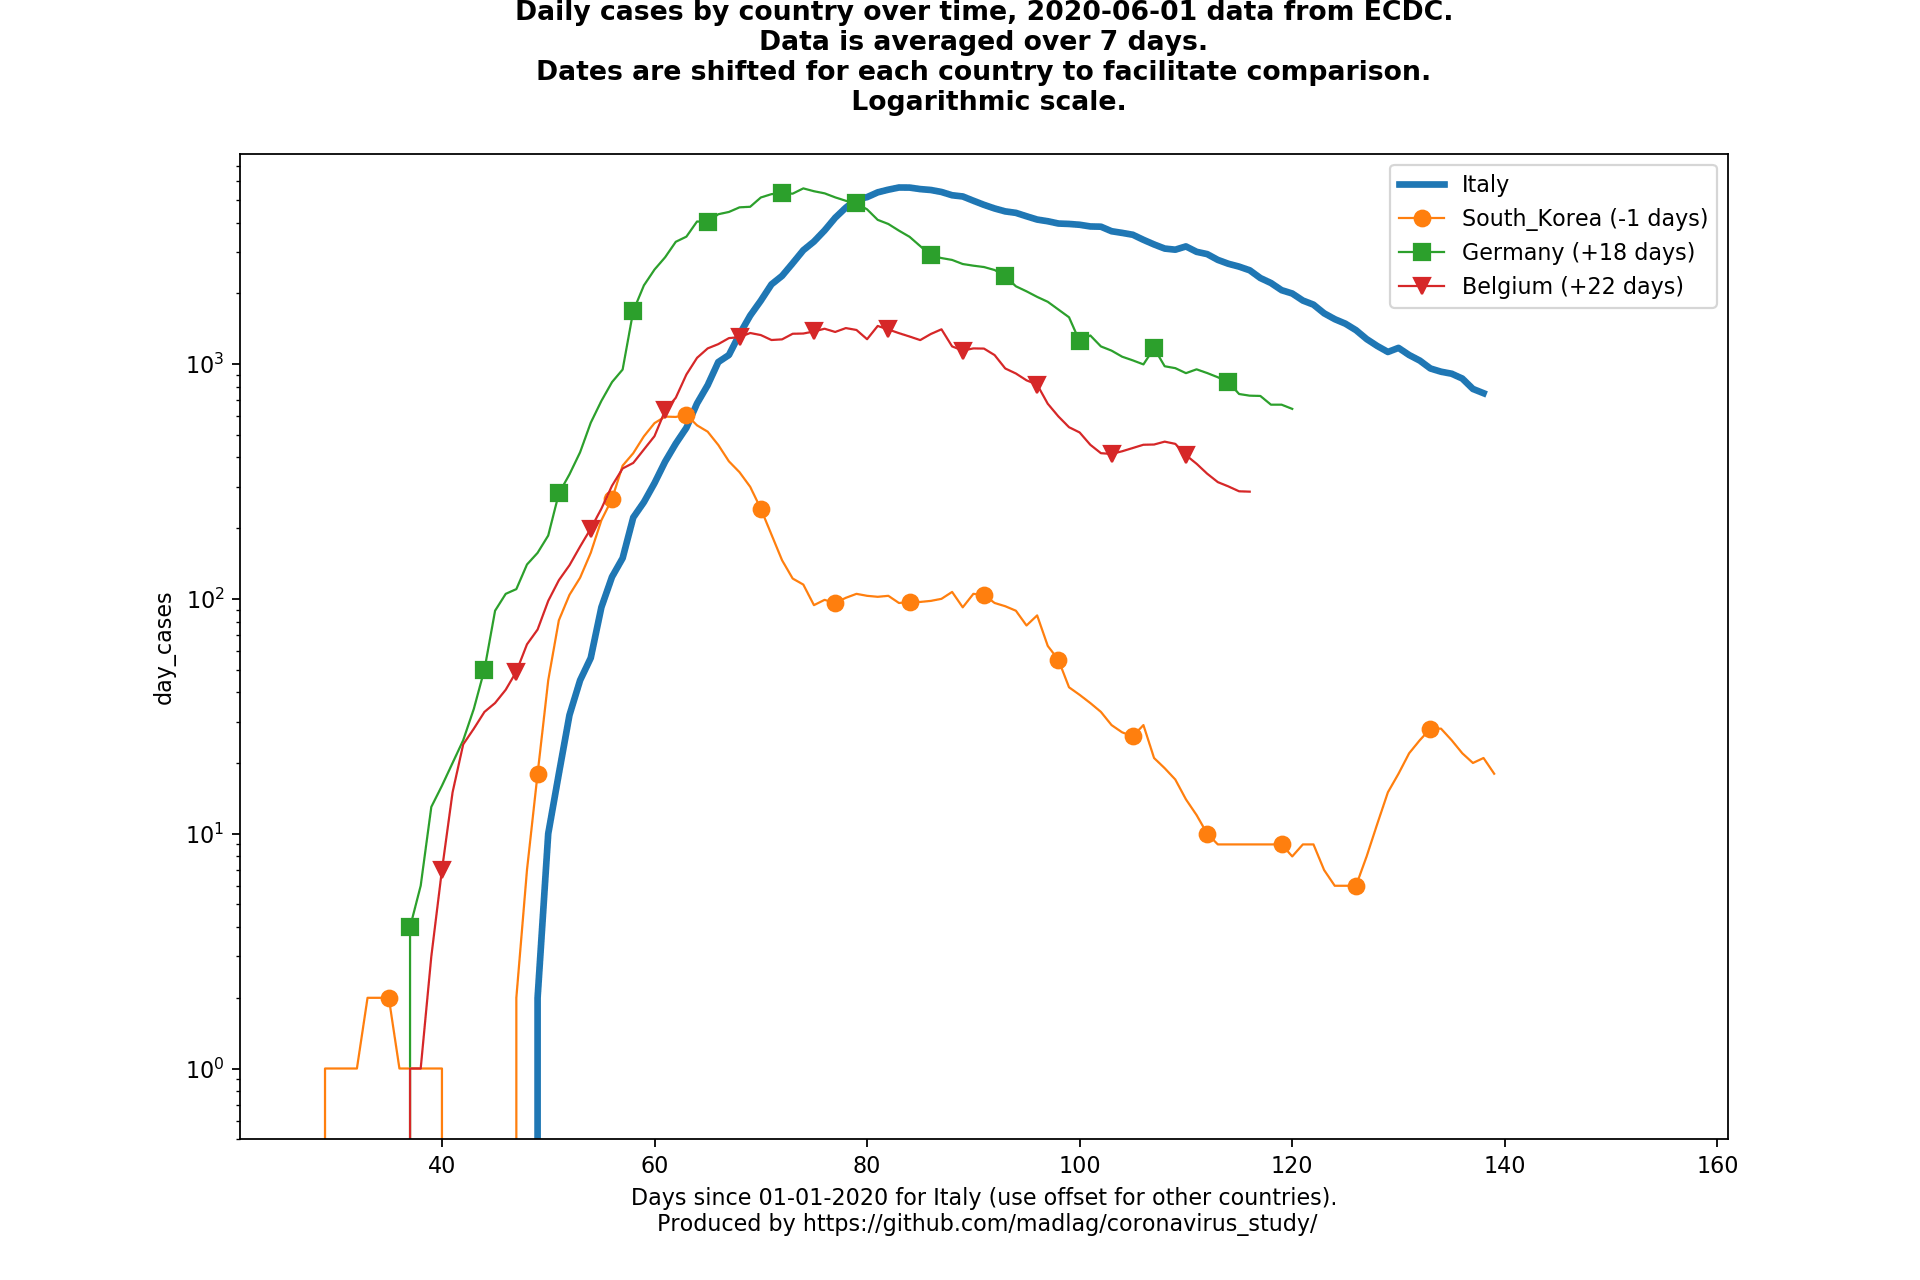 Daily cases by country over time, 2020-06-01 data from ECDC.
Data is averaged over 7 days.
Dates are shifted for each country to facilitate comparison.
Logarithmic scale.
Italy
South_Korea (-1 days)
Germany (+18 days)
Belgium (+22 days)
day_cases
10³
10²
10¹
10⁰
40 60 80 100 120 140 160
Days since 01-01-2020 for Italy (use offset for other countries).
Produced by https://github.com/madlag/coronavirus_study/